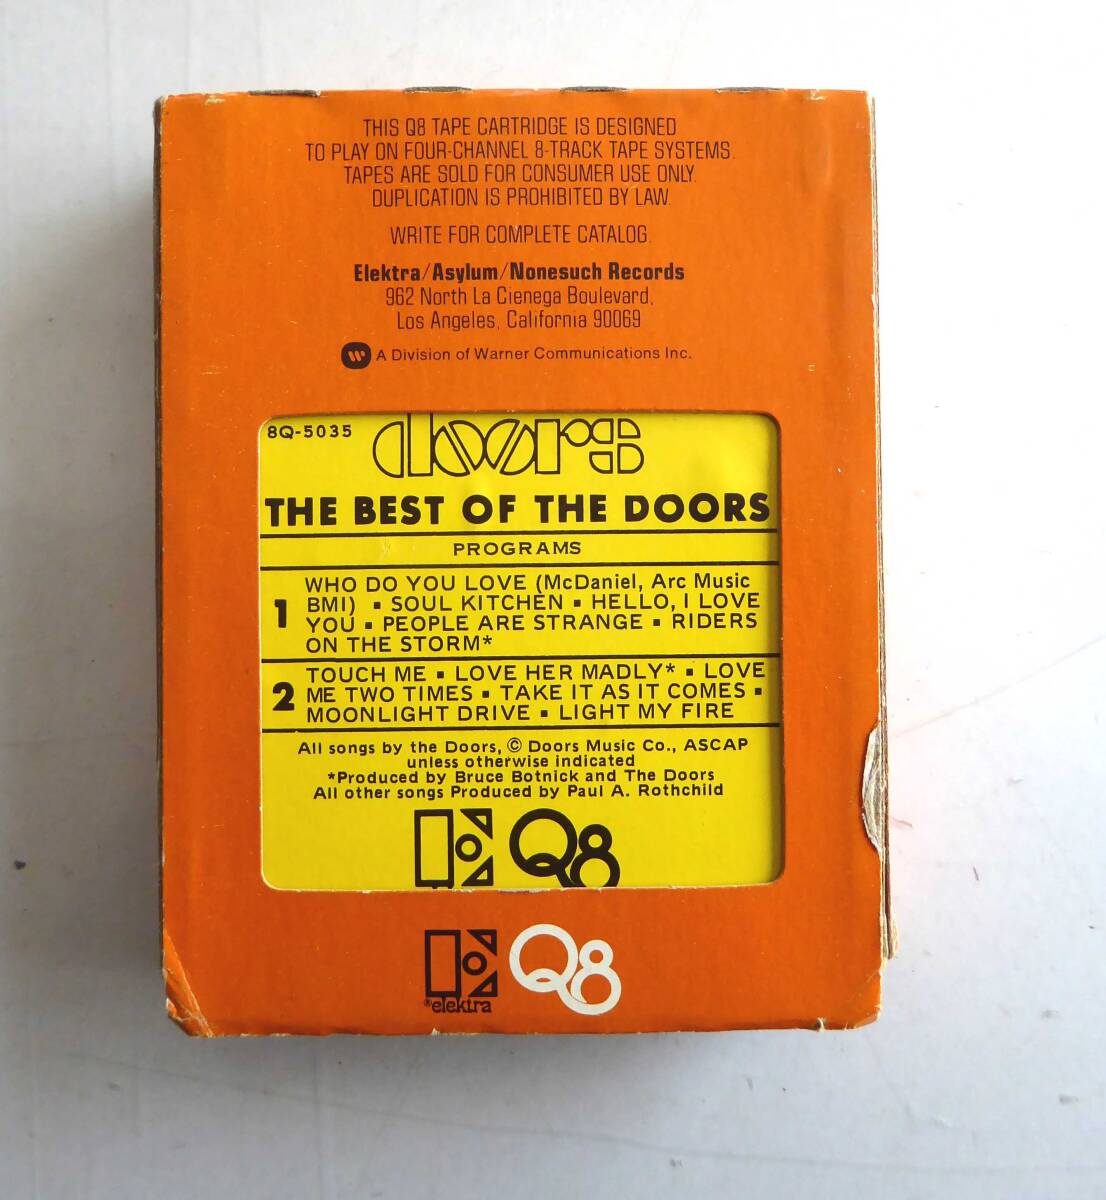 THIS Q8 TAPE CARTRIDGE IS DESIGNED
TO PLAY ON FOUR-CHANNEL 8-TRACK TAPE SYSTEMS.
TAPES ARE SOLD FOR CONSUMER USE ONLY.
DUPLICATION IS PROHIBITED BY LAW.
WRITE FOR COMPLETE CATALOG.
Elektra/Asylum/Nonesuch Records
962 North La Cienega Boulevard,
Los Angeles, California 90069
A Division of Warner Communications Inc.
8Q-5035
doors
THE BEST OF THE DOORS
PROGRAMS
1
WHO DO YOU LOVE (McDaniel, Arc Music
BMI) ▪ SOUL KITCHEN ▪ HELLO, I LOVE
YOU ▪ PEOPLE ARE STRANGE ▪ RIDERS
ON THE STORM*
2
TOUCH ME ▪ LOVE HER MADLY* ▪ LOVE
ME TWO TIMES ▪ TAKE IT AS IT COMES ▪
MOONLIGHT DRIVE ▪ LIGHT MY FIRE
All songs by the Doors, © Doors Music Co., ASCAP
unless otherwise indicated
*Produced by Bruce Botnick and The Doors
All other songs Produced by Paul A. Rothchild
Q8
®elektra
Q8